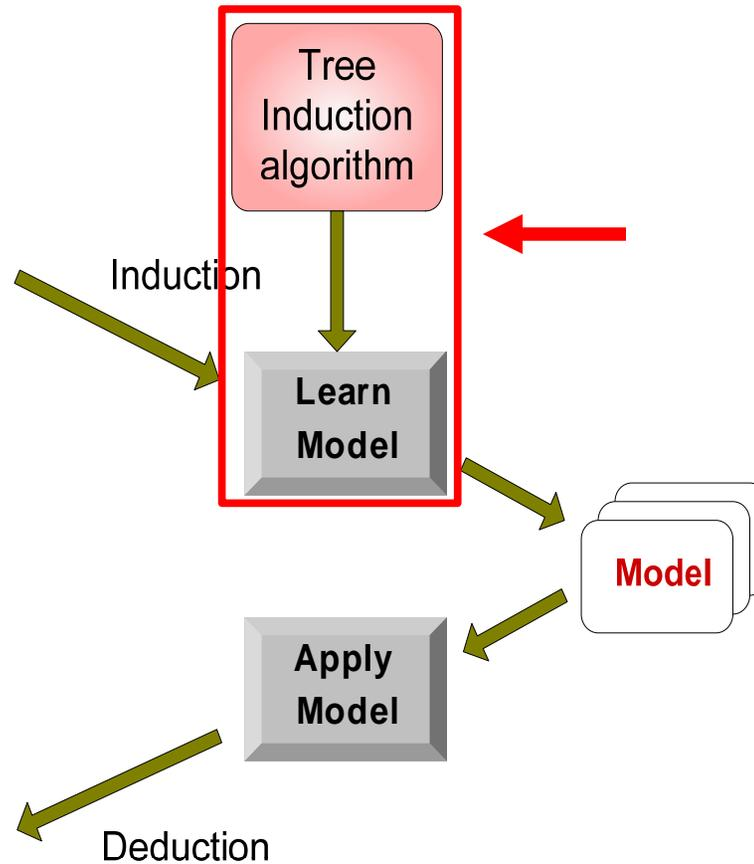 Tree
Induction
algorithm
Induction
Learn
Model
Model
Apply
Model
Deduction